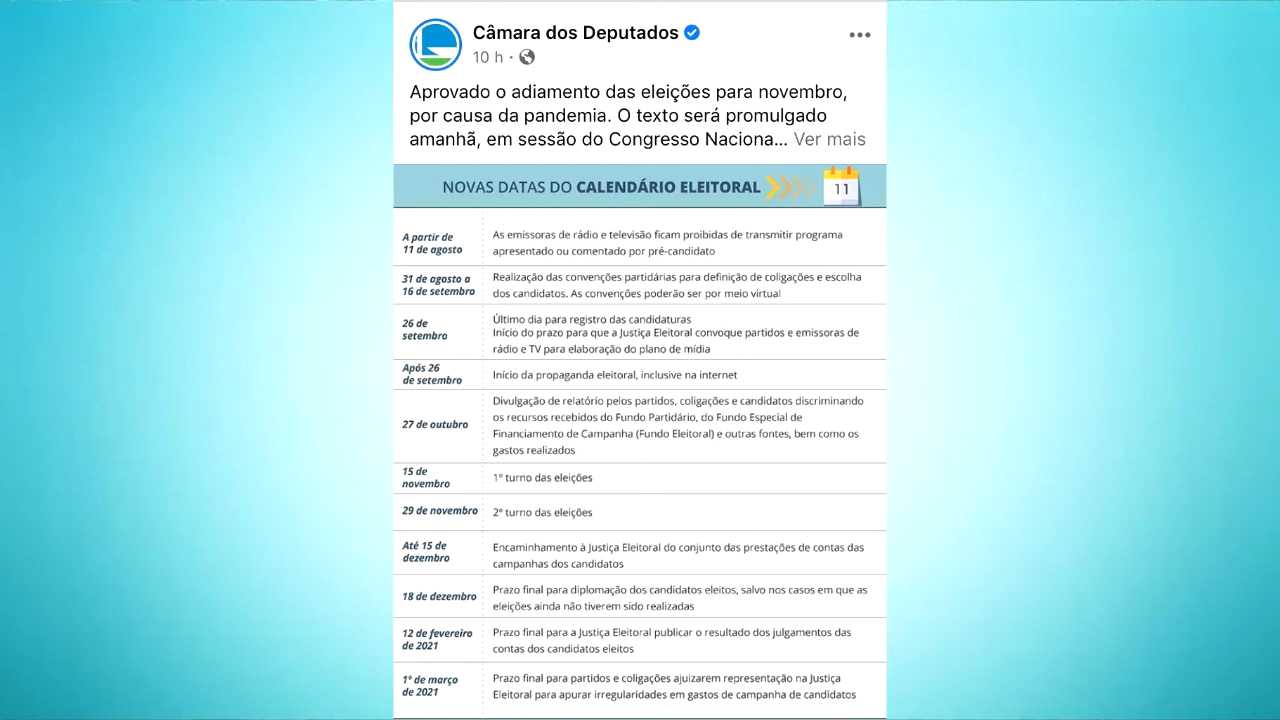 Câmara dos Deputados
10 h ·
Aprovado o adiamento das eleições para novembro,
por causa da pandemia. O texto será promulgado
amanhã, em sessão do Congresso Naciona... Ver mais
NOVAS DATAS DO CALENDÁRIO ELEITORAL
11
A partir de
11 de agosto
As emissoras de rádio e televisão ficam proibidas de transmitir programa
apresentado ou comentado por pré-candidato
31 de agosto a
16 de setembro
Realização das convenções partidárias para definição de coligações e escolha
dos candidatos. As convenções poderão ser por meio virtual
26 de
setembro
Último dia para registro das candidaturas
Início do prazo para que a Justiça Eleitoral convoque partidos e emissoras de
rádio e TV para elaboração do plano de mídia
Após 26
de setembro
Início da propaganda eleitoral, inclusive na internet
27 de outubro
Divulgação de relatório pelos partidos, coligações e candidatos discriminando
os recursos recebidos do Fundo Partidário, do Fundo Especial de
Financiamento de Campanha (Fundo Eleitoral) e outras fontes, bem como os
gastos realizados
15 de
novembro
1º turno das eleições
29 de novembro
2º turno das eleições
Até 15 de
dezembro
Encaminhamento à Justiça Eleitoral do conjunto das prestações de contas das
campanhas dos candidatos
18 de dezembro
Prazo final para diplomação dos candidatos eleitos, salvo nos casos em que as
eleições ainda não tiverem sido realizadas
12 de fevereiro
de 2021
Prazo final para a Justiça Eleitoral publicar o resultado dos julgamentos das
contas dos candidatos eleitos
1º de março
de 2021
Prazo final para partidos e coligações ajuizarem representação na Justiça
Eleitoral para apurar irregularidades em gastos de campanha de candidatos